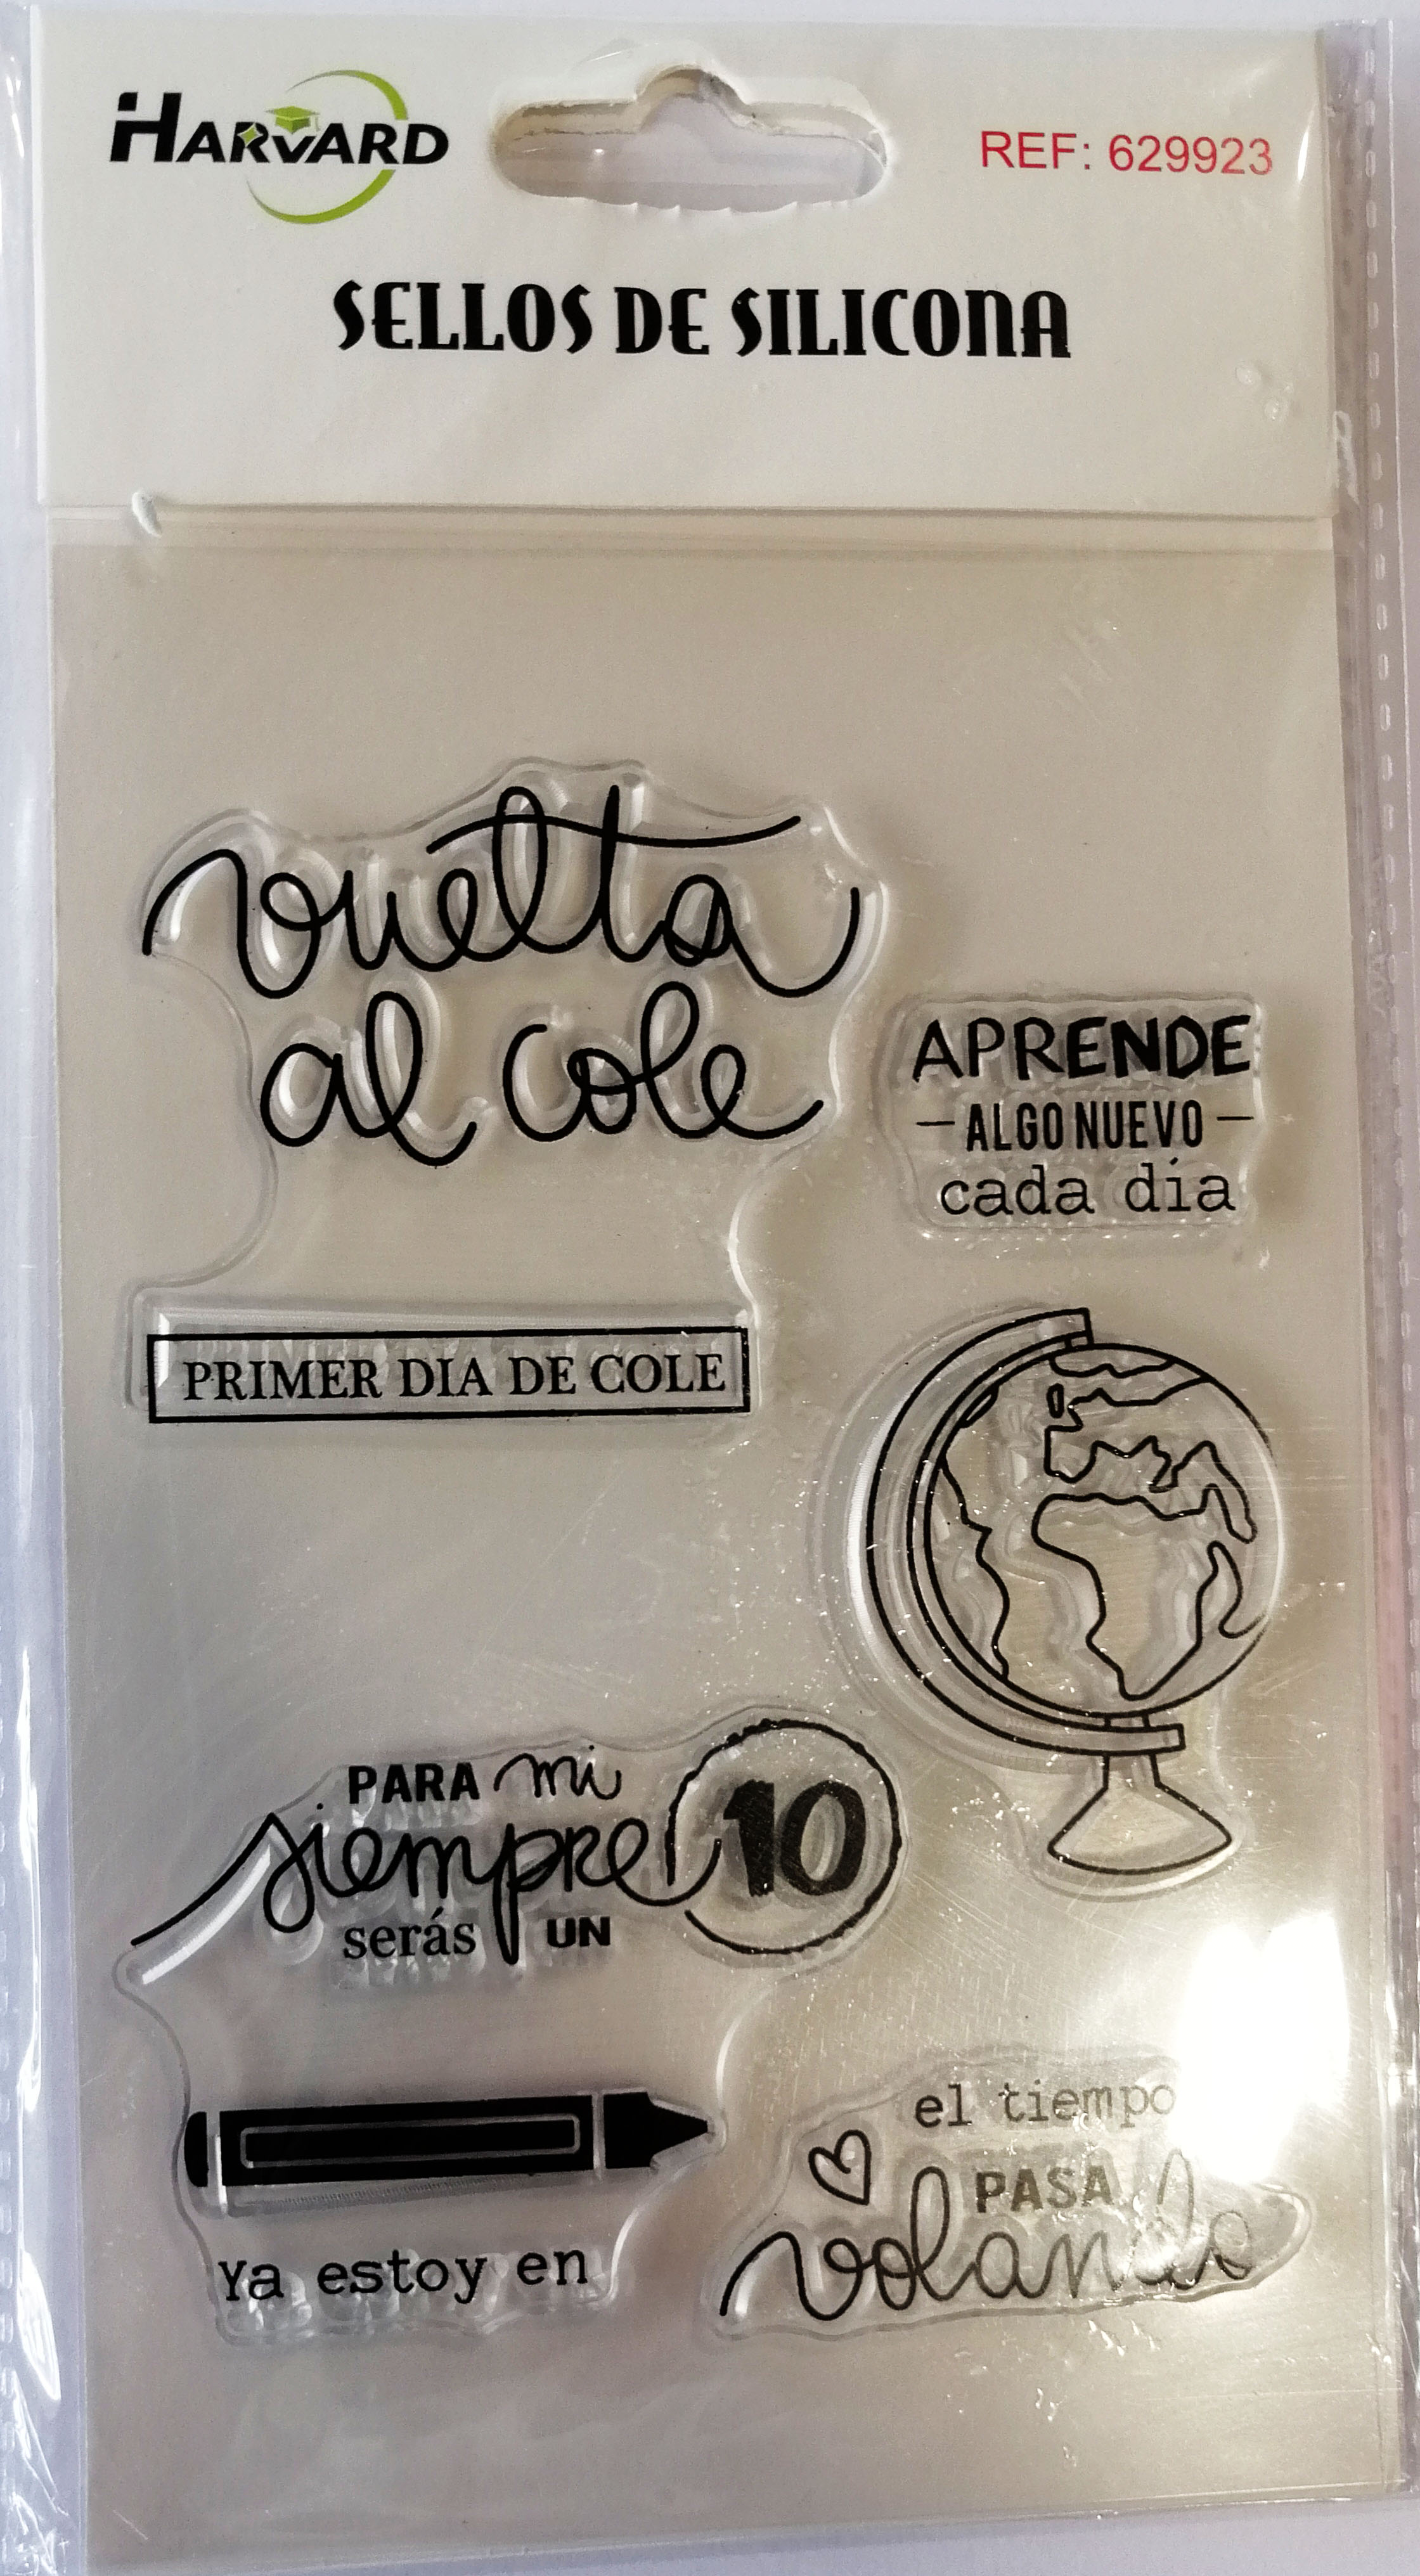 HARVARD
REF: 629923
SELLOS DE SILICONA
vuelta
al cole
APRENDE
- ALGO NUEVO -
cada día
PRIMER DIA DE COLE
PARA mi
siempre 10
serás UN
el tiempo
PASA
volando
Ya estoy en